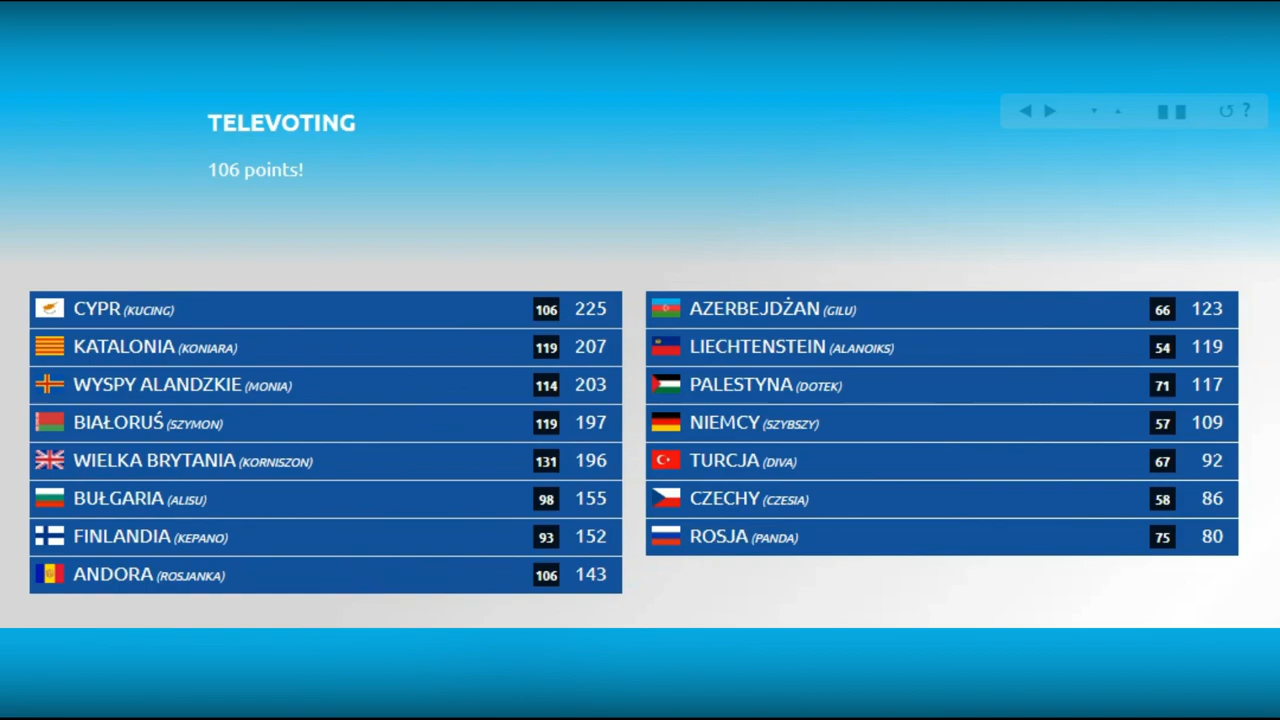 TELEVOTING
106 points!
CYPR (KUCING) 106 225
KATALONIA (KONIARA) 119 207
WYSPY ALANDZKIE (MONIA) 114 203
BIAŁORUŚ (SZYMON) 119 197
WIELKA BRYTANIA (KORNISZON) 131 196
BUŁGARIA (ALISU) 98 155
FINLANDIA (KEPANO) 93 152
ANDORA (ROSJANKA) 106 143
AZERBEJDŻAN (GILU) 66 123
LIECHTENSTEIN (ALANOIKS) 54 119
PALESTYNA (DOTEK) 71 117
NIEMCY (SZYBSZY) 57 109
TURCJA (DIVA) 67 92
CZECHY (CZESIA) 58 86
ROSJA (PANDA) 75 80